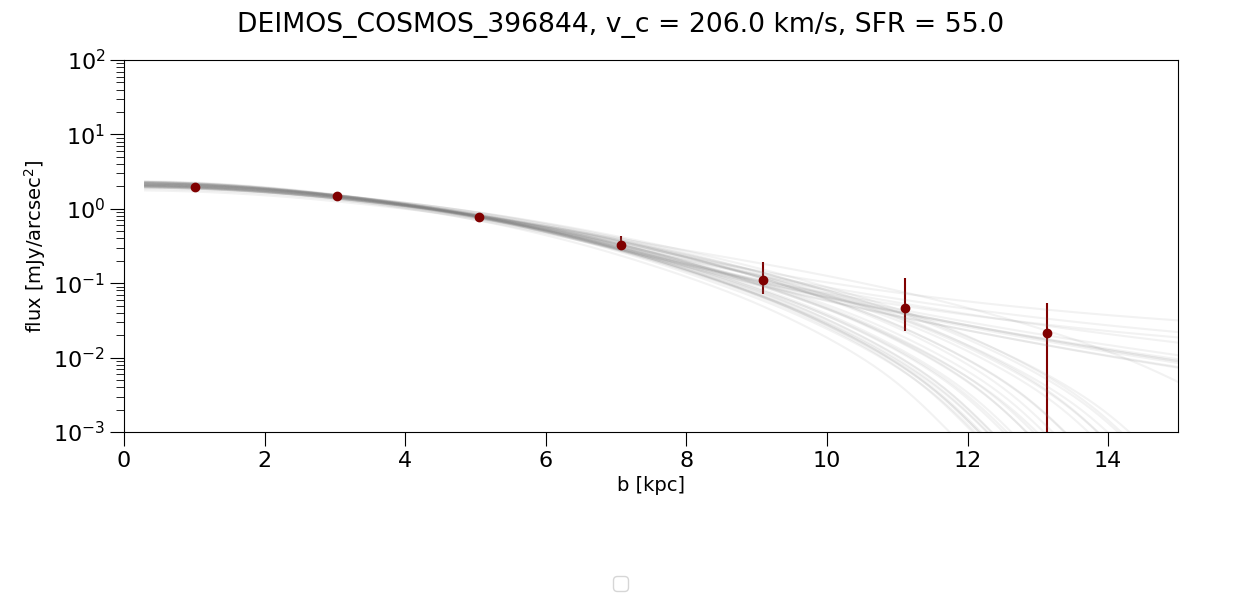 DEIMOS_COSMOS_396844, v_c = 206.0 km/s, SFR = 55.0
10²
10¹
10⁰
10⁻¹
10⁻²
10⁻³
flux [mJy/arcsec²]
0 2 4 6 8 10 12 14
b [kpc]